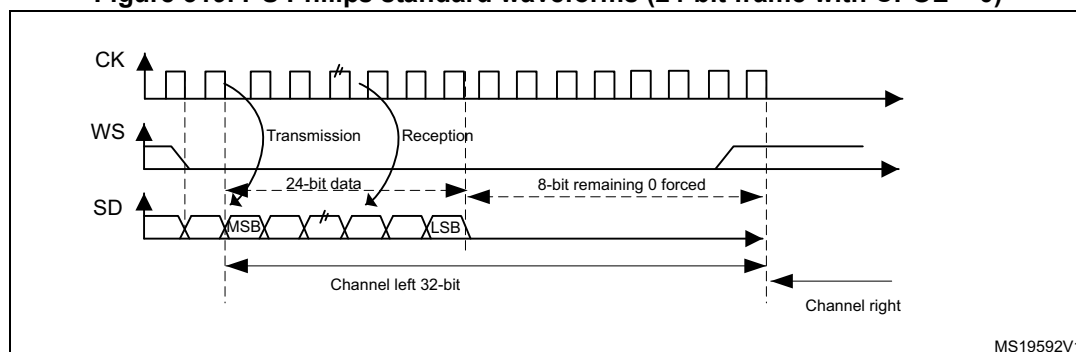 CK
WS
Transmission
Reception
24-bit data
8-bit remaining 0 forced
SD
MSB
LSB
Channel left 32-bit
Channel right